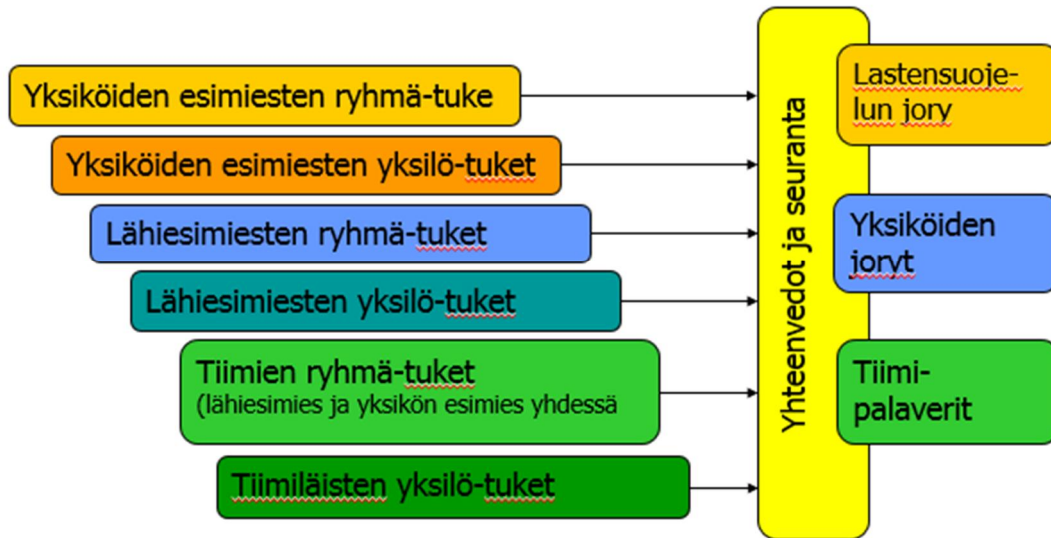 Yksiköiden esimiesten ryhmä-tuke
Yksiköiden esimiesten yksilö-tuket
Lähiesimiesten ryhmä-tuket
Lähiesimiesten yksilö-tuket
Tiimien ryhmä-tuket
(lähiesimies ja yksikön esimies yhdessä
Tiimiläisten yksilö-tuket
Yhteenvedot ja seuranta
Lastensuoje-
lun jory
Yksiköiden
joryt
Tiimi-
palaverit